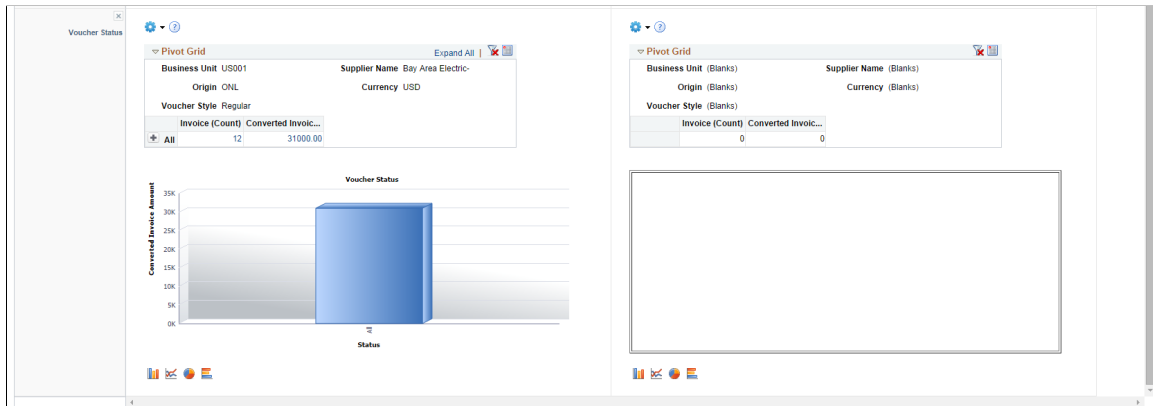 Voucher Status
Pivot Grid
Expand All |
Business Unit US001
Supplier Name Bay Area Electric-
Origin ONL
Currency USD
Voucher Style Regular
Invoice (Count) Converted Invoic...
All 12 31000.00
Voucher Status
Converted Invoice Amount
35K
30K
25K
20K
15K
10K
5K
0K
All
Status
Pivot Grid
Business Unit (Blanks)
Supplier Name (Blanks)
Origin (Blanks)
Currency (Blanks)
Voucher Style (Blanks)
Invoice (Count) Converted Invoic...
0 0